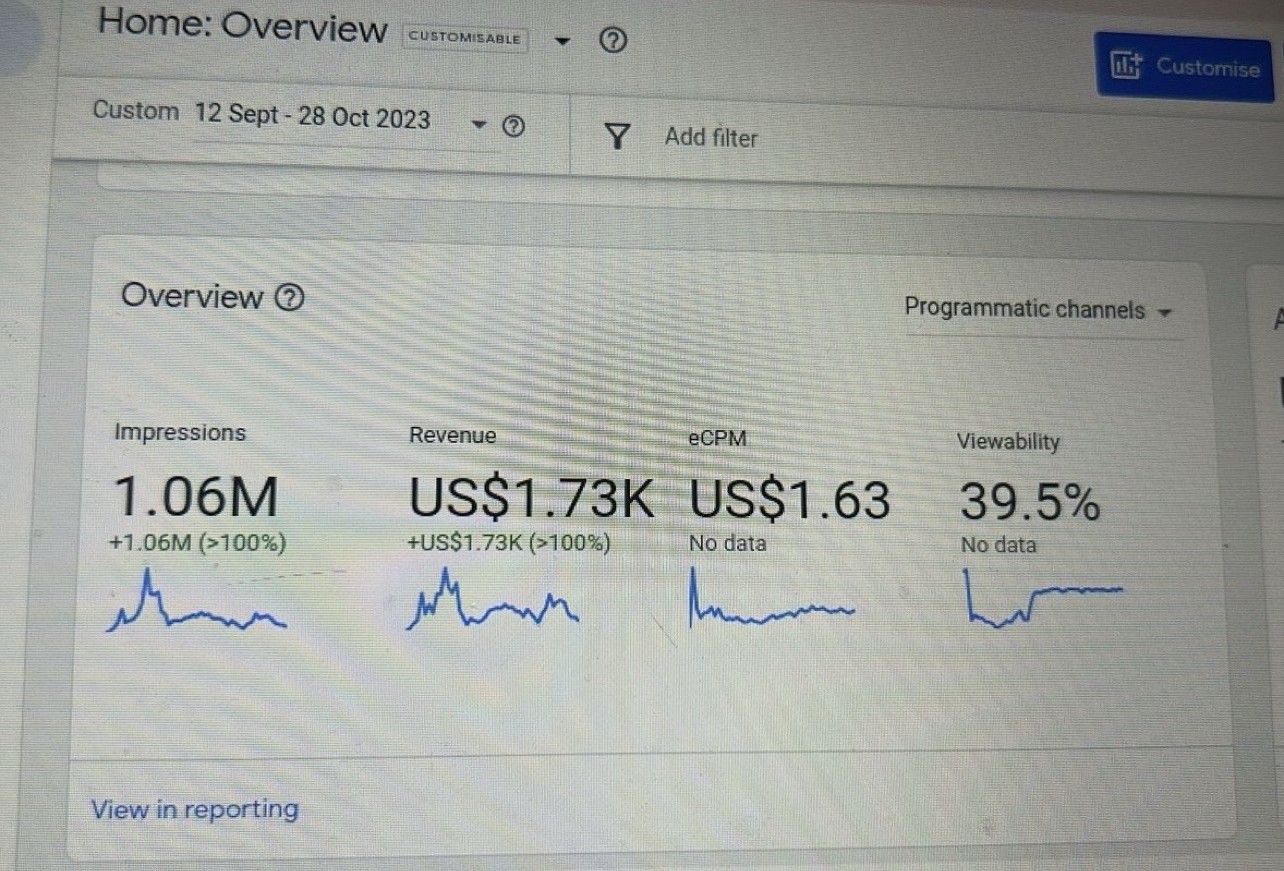 Home: Overview CUSTOMISABLE
Customise
Custom 12 Sept - 28 Oct 2023
Add filter
Overview
Programmatic channels
Impressions
1.06M
+1.06M (>100%)
Revenue
US$1.73K
+US$1.73K (>100%)
eCPM
US$1.63
No data
Viewability
39.5%
No data
View in reporting